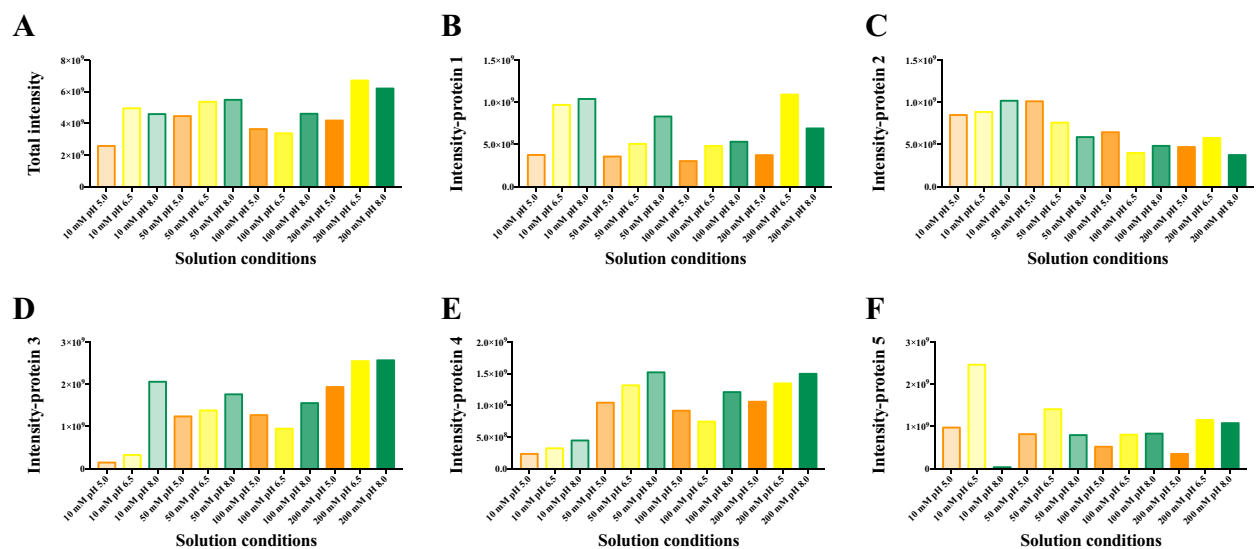 A
Total intensity
8×10⁹
6×10⁹
4×10⁹
2×10⁹
0
10 mM pH 5.0
10 mM pH 6.5
10 mM pH 8.0
50 mM pH 5.0
50 mM pH 6.5
50 mM pH 8.0
100 mM pH 5.0
100 mM pH 6.5
100 mM pH 8.0
200 mM pH 5.0
200 mM pH 6.5
200 mM pH 8.0
Solution conditions
B
Intensity-protein 1
1.5×10⁹
1.0×10⁹
5.0×10⁸
0.0
10 mM pH 5.0
10 mM pH 6.5
10 mM pH 8.0
50 mM pH 5.0
50 mM pH 6.5
50 mM pH 8.0
100 mM pH 5.0
100 mM pH 6.5
100 mM pH 8.0
200 mM pH 5.0
200 mM pH 6.5
200 mM pH 8.0
Solution conditions
C
Intensity-protein 2
1.5×10⁹
1.0×10⁹
5.0×10⁸
0.0
10 mM pH 5.0
10 mM pH 6.5
10 mM pH 8.0
50 mM pH 5.0
50 mM pH 6.5
50 mM pH 8.0
100 mM pH 5.0
100 mM pH 6.5
100 mM pH 8.0
200 mM pH 5.0
200 mM pH 6.5
200 mM pH 8.0
Solution conditions
D
Intensity-protein 3
3×10⁹
2×10⁹
1×10⁹
0
10 mM pH 5.0
10 mM pH 6.5
10 mM pH 8.0
50 mM pH 5.0
50 mM pH 6.5
50 mM pH 8.0
100 mM pH 5.0
100 mM pH 6.5
100 mM pH 8.0
200 mM pH 5.0
200 mM pH 6.5
200 mM pH 8.0
Solution conditions
E
Intensity-protein 4
2.0×10⁹
1.5×10⁹
1.0×10⁹
5.0×10⁸
0.0
10 mM pH 5.0
10 mM pH 6.5
10 mM pH 8.0
50 mM pH 5.0
50 mM pH 6.5
50 mM pH 8.0
100 mM pH 5.0
100 mM pH 6.5
100 mM pH 8.0
200 mM pH 5.0
200 mM pH 6.5
200 mM pH 8.0
Solution conditions
F
Intensity-protein 5
3×10⁹
2×10⁹
1×10⁹
0
10 mM pH 5.0
10 mM pH 6.5
10 mM pH 8.0
50 mM pH 5.0
50 mM pH 6.5
50 mM pH 8.0
100 mM pH 5.0
100 mM pH 6.5
100 mM pH 8.0
200 mM pH 5.0
200 mM pH 6.5
200 mM pH 8.0
Solution conditions